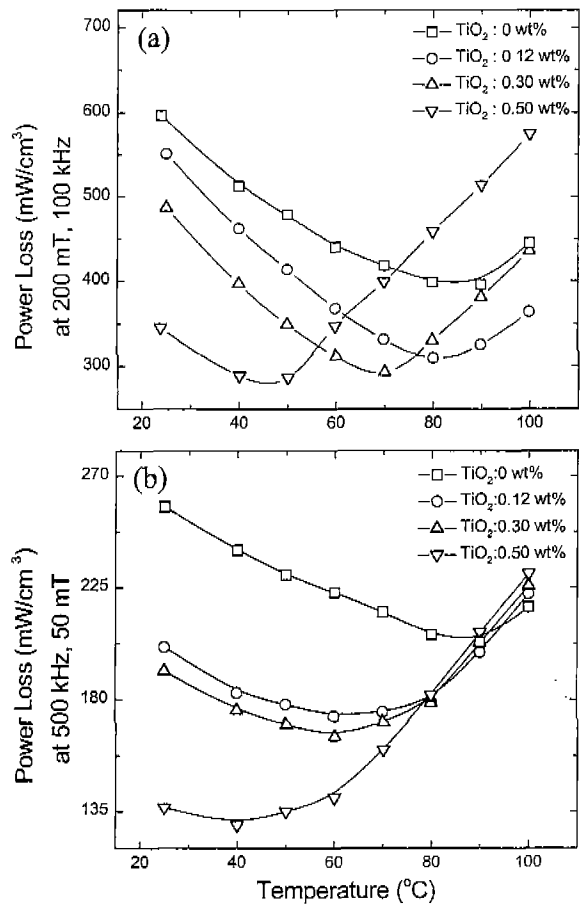 (a)
TiO2 : 0 wt%
TiO2 : 0 12 wt%
TiO2 : 0.30 wt%
TiO2 : 0.50 wt%
700
600
500
400
300
20 40 60 80 100
Power Loss (mW/cm³)
at 200 mT, 100 kHz
(b)
TiO2:0 wt%
TiO2:0.12 wt%
TiO2:0.30 wt%
TiO2:0.50 wt%
270
225
180
135
20 40 60 80 100
Power Loss (mW/cm³)
at 500 kHz, 50 mT
Temperature (°C)